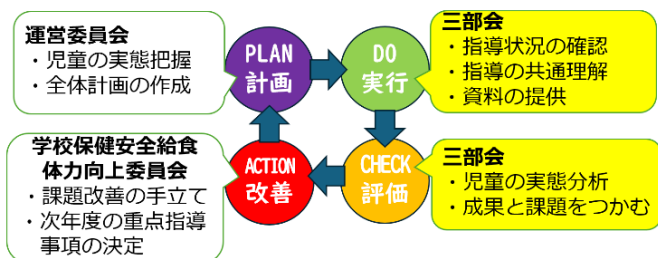 運営委員会
・児童の実態把握
・全体計画の作成
PLAN
計画
DO
実行
三部会
・指導状況の確認
・指導の共通理解
・資料の提供
学校保健安全給食
体力向上委員会
・課題改善の手立て
・次年度の重点指導
事項の決定
ACTION
改善
CHECK
評価
三部会
・児童の実態分析
・成果と課題をつかむ